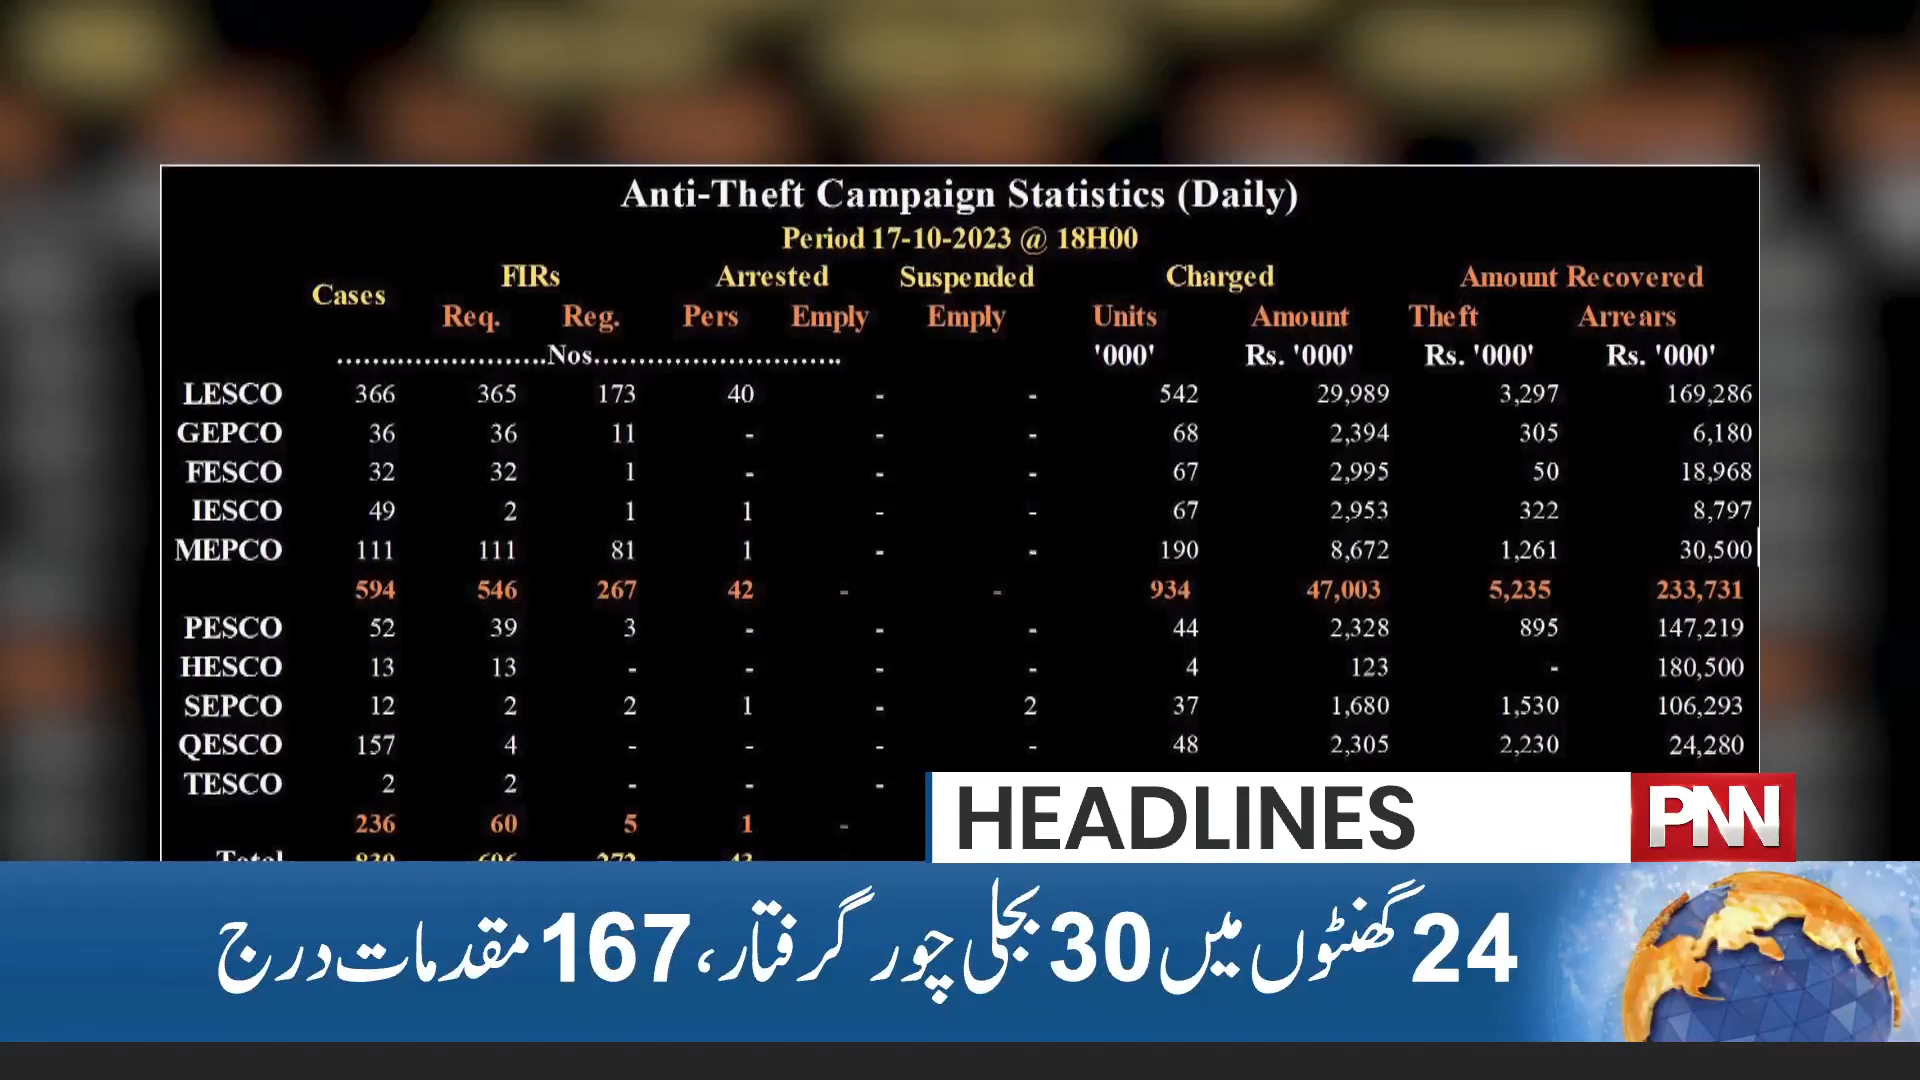 Anti-Theft Campaign Statistics (Daily)
Period 17-10-2023 @ 18H00
Cases FIRs Arrested Suspended Charged Amount Recovered
Req. Reg. Pers Emply Emply Units Amount Theft Arrears
........................Nos............................ '000' Rs. '000' Rs. '000' Rs. '000'
LESCO 366 365 173 40 - - 542 29,989 3,297 169,286
GEPCO 36 36 11 - - - 68 2,394 305 6,180
FESCO 32 32 1 - - - 67 2,995 50 18,968
IESCO 49 2 1 1 - - 67 2,953 322 8,797
MEPCO 111 111 81 1 - - 190 8,672 1,261 30,500
594 546 267 42 - - 934 47,003 5,235 233,731
PESCO 52 39 3 - - - 44 2,328 895 147,219
HESCO 13 13 - - - - 4 123 - 180,500
SEPCO 12 2 2 1 - 2 37 1,680 1,530 106,293
QESCO 157 4 - - - - 48 2,305 2,230 24,280
TESCO 2 2 - - -
236 60 5 1 -
Total 830 606 272 43
HEADLINES
PNN
24 گھنٹوں میں 30 بجلی چور گرفتار، 167 مقدمات درج